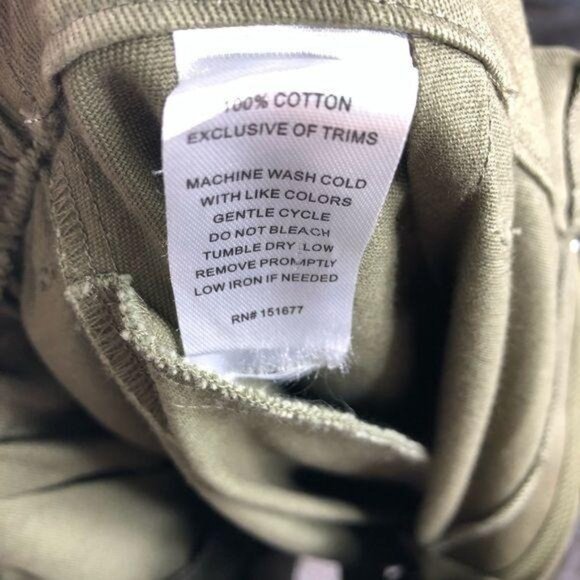 100% COTTON
EXCLUSIVE OF TRIMS
MACHINE WASH COLD
WITH LIKE COLORS
GENTLE CYCLE
DO NOT BLEACH
TUMBLE DRY LOW
REMOVE PROMPTLY
LOW IRON IF NEEDED
RN# 151677